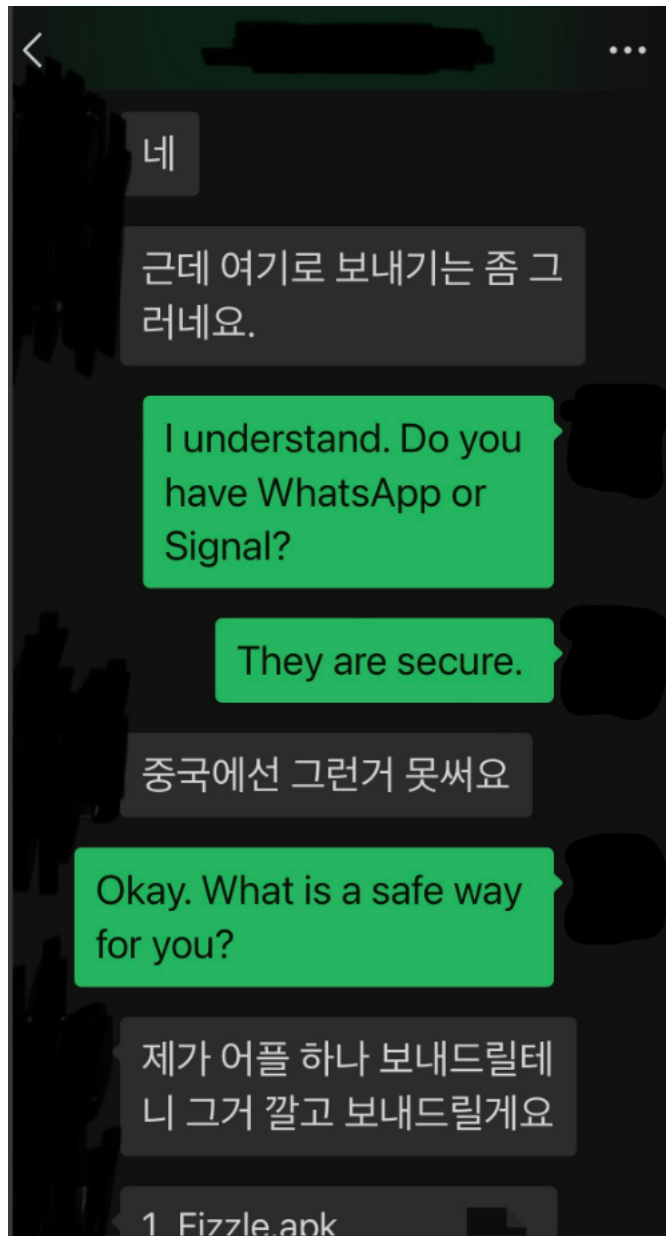 네
근데 여기로 보내기는 좀 그
러네요.
I understand. Do you
have WhatsApp or
Signal?
They are secure.
중국에선 그런거 못써요
Okay. What is a safe way
for you?
제가 어플 하나 보내드릴테
니 그거 깔고 보내드릴게요
1_Fizzle.apk